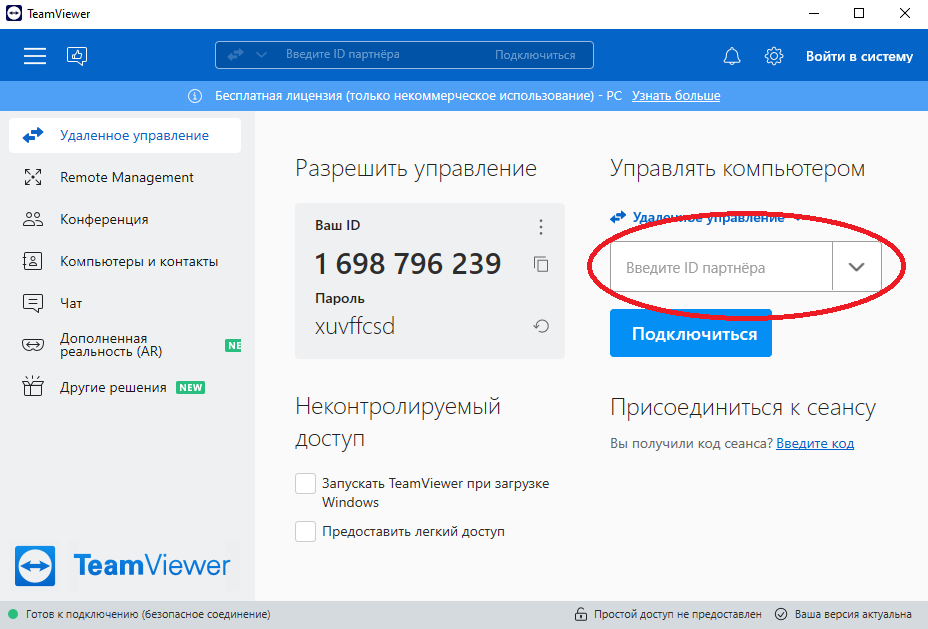 TeamViewer
Введите ID партнёра
Подключиться
Войти в систему
Бесплатная лицензия (только некоммерческое использование) - PC Узнать больше
Удаленное управление
Remote Management
Конференция
Компьютеры и контакты
Чат
Дополненная
реальность (AR)
NE
Другие решения NEW
TeamViewer
Разрешить управление
Ваш ID
1 698 796 239
Пароль
xuvffcsd
Неконтролируемый
доступ
Запускать TeamViewer при загрузке
Windows
Предоставить легкий доступ
Управлять компьютером
Удаленное управление
Введите ID партнёра
Подключиться
Присоединиться к сеансу
Вы получили код сеанса? Введите код
Готов к подключению (безопасное соединение)
Простой доступ не предоставлен
Ваша версия актуальна